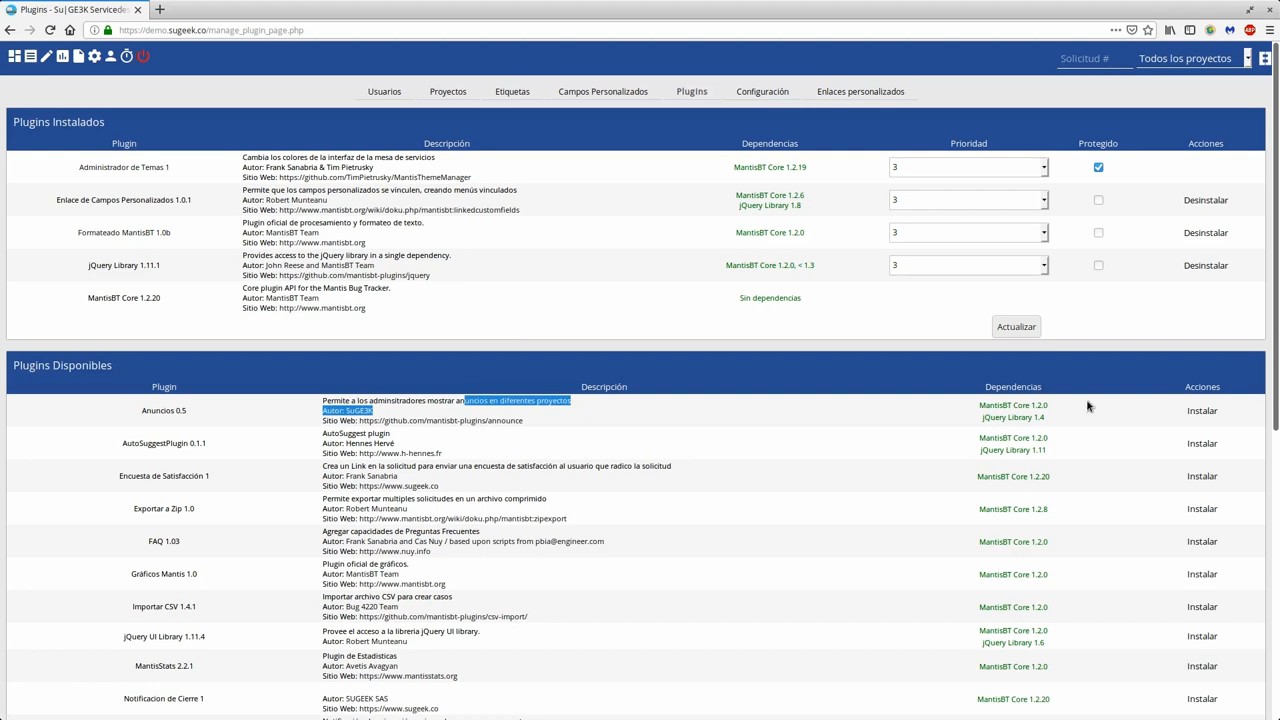 Plugins - Su|GE3K Servicedes
https://demo.sugeek.co/manage_plugin_page.php
ABP
Solicitud #
Todos los proyectos
Usuarios
Proyectos
Etiquetas
Campos Personalizados
Plugins
Configuración
Enlaces personalizados
Plugins Instalados
Plugin
Descripción
Dependencias
Prioridad
Protegido
Acciones
Administrador de Temas 1
Cambia los colores de la interfaz de la mesa de servicios
Autor: Frank Sanabria & Tim Pietrusky
Sitio Web: https://github.com/TimPietrusky/MantisThemeManager
MantisBT Core 1.2.19
3
Enlace de Campos Personalizados 1.0.1
Permite que los campos personalizados se vinculen, creando menús vinculados
Autor: Robert Munteanu
Sitio Web: http://www.mantisbt.org/wiki/doku.php/mantisbt:linkedcustomfields
MantisBT Core 1.2.6
jQuery Library 1.8
3
Desinstalar
Formateado MantisBT 1.0b
Plugin oficial de procesamiento y formateo de texto.
Autor: MantisBT Team
Sitio Web: http://www.mantisbt.org
MantisBT Core 1.2.0
3
Desinstalar
jQuery Library 1.11.1
Provides access to the jQuery library in a single dependency.
Autor: John Reese and MantisBT Team
Sitio Web: https://github.com/mantisbt-plugins/jquery
MantisBT Core 1.2.0, < 1.3
3
Desinstalar
MantisBT Core 1.2.20
Core plugin API for the Mantis Bug Tracker.
Autor: MantisBT Team
Sitio Web: http://www.mantisbt.org
Sin dependencias
Actualizar
Plugins Disponibles
Plugin
Descripción
Dependencias
Acciones
Anuncios 0.5
Permite a los adminsitradores mostrar anuncios en diferentes proyectos
Autor: SuGE3K
Sitio Web: https://github.com/mantisbt-plugins/announce
MantisBT Core 1.2.0
jQuery Library 1.4
Instalar
AutoSuggestPlugin 0.1.1
AutoSuggest plugin
Autor: Hennes Hervé
Sitio Web: http://www.h-hennes.fr
MantisBT Core 1.2.0
jQuery Library 1.11
Instalar
Encuesta de Satisfacción 1
Crea un Link en la solicitud para enviar una encuesta de satisfacción al usuario que radico la solicitud
Autor: Frank Sanabria
Sitio Web: https://www.sugeek.co
MantisBT Core 1.2.20
Instalar
Exportar a Zip 1.0
Permite exportar multiples solicitudes en un archivo comprimido
Autor: Robert Munteanu
Sitio Web: http://www.mantisbt.org/wiki/doku.php/mantisbt:zipexport
MantisBT Core 1.2.8
Instalar
FAQ 1.03
Agregar capacidades de Preguntas Frecuentes
Autor: Frank Sanabria and Cas Nuy / based upon scripts from pbia@engineer.com
Sitio Web: http://www.nuy.info
MantisBT Core 1.2.0
Instalar
Gráficos Mantis 1.0
Plugin oficial de gráficos.
Autor: MantisBT Team
Sitio Web: http://www.mantisbt.org
MantisBT Core 1.2.0
Instalar
Importar CSV 1.4.1
Importar archivo CSV para crear casos
Autor: Bug 4220 Team
Sitio Web: https://github.com/mantisbt-plugins/csv-import/
MantisBT Core 1.2.0
Instalar
jQuery UI Library 1.11.4
Provee el acceso a la libreria jQuery UI library.
Autor: Robert Munteanu
MantisBT Core 1.2.0
jQuery Library 1.6
Instalar
MantisStats 2.2.1
Plugin de Estadisticas
Autor: Avetis Avagyan
Sitio Web: https://www.mantisstats.org
MantisBT Core 1.2.0
Instalar
Notificacion de Cierre 1
Autor: SUGEEK SAS
Sitio Web: https://www.sugeek.co
MantisBT Core 1.2.20
Instalar